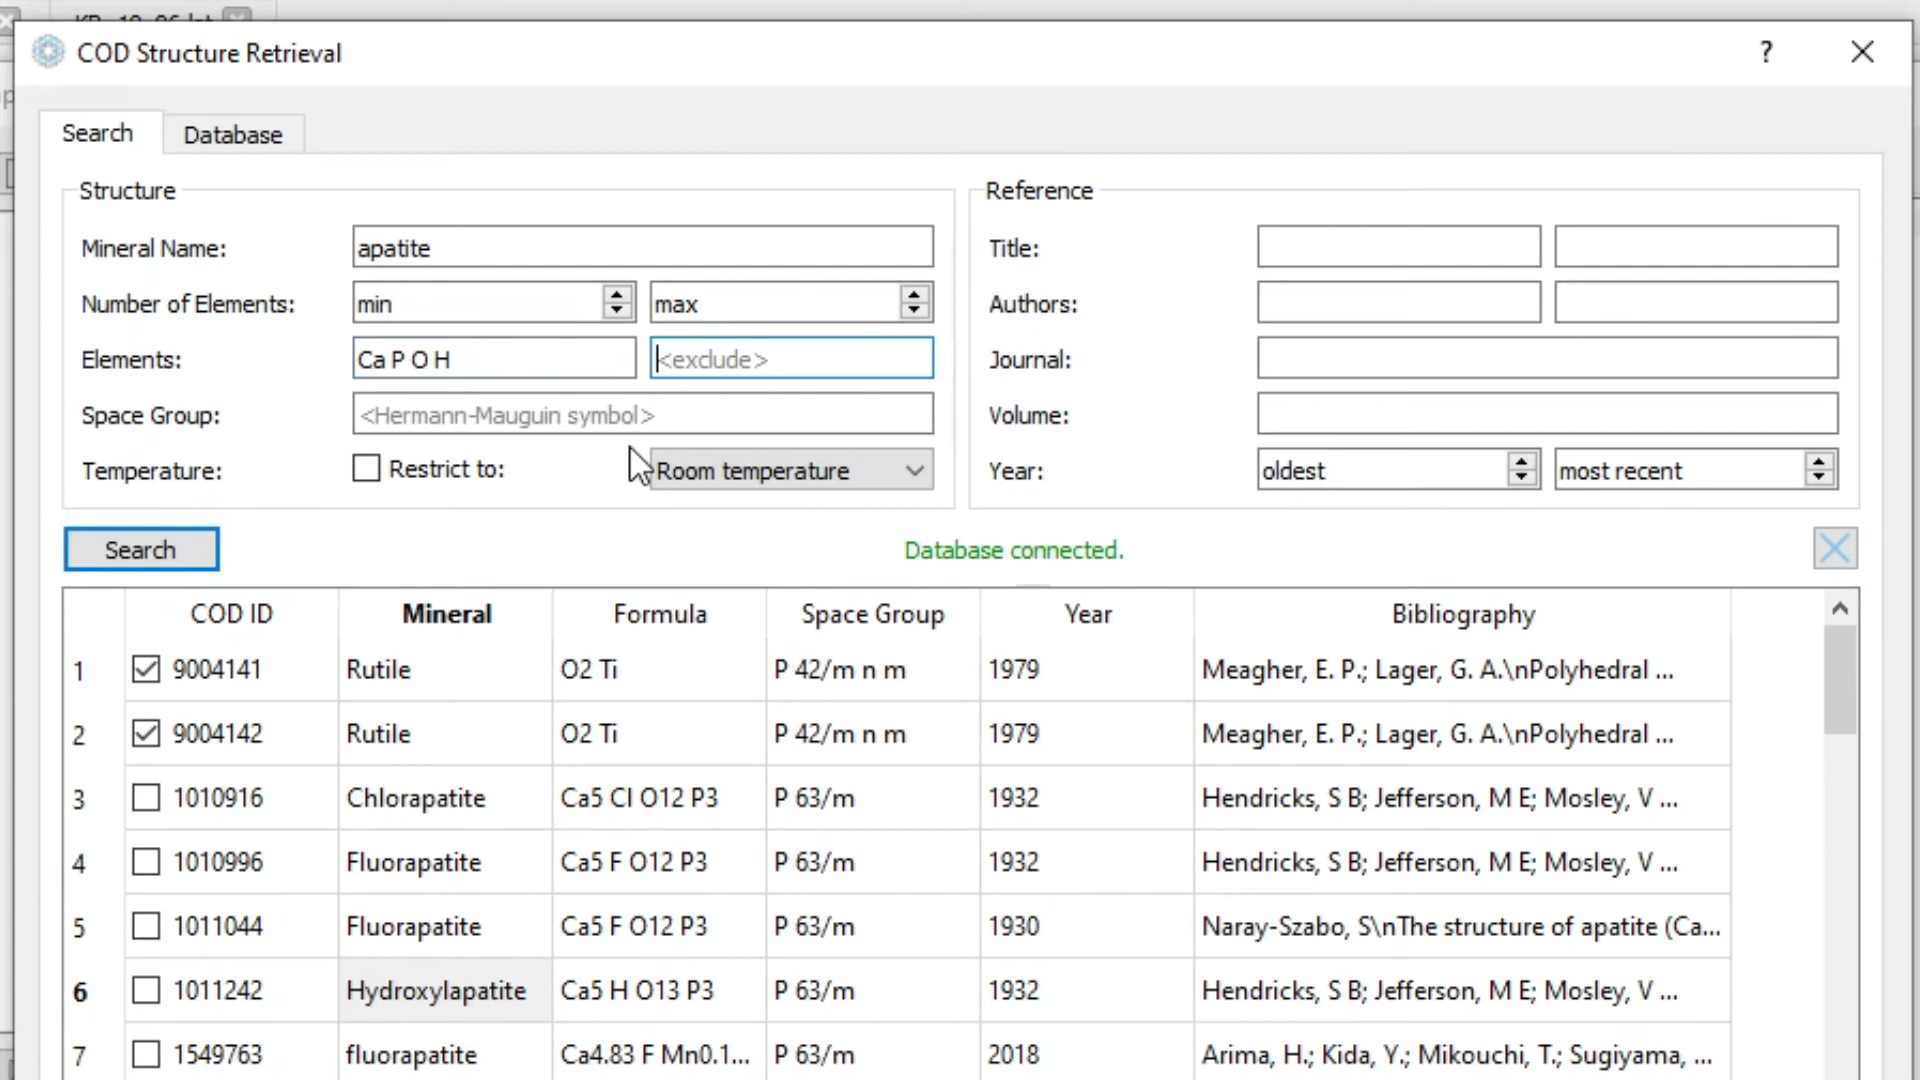 COD Structure Retrieval ?
Search Database
Structure
Mineral Name: apatite
Number of Elements: min max
Elements: Ca P O H <exclude>
Space Group: <Hermann-Mauguin symbol>
Temperature: Restrict to: Room temperature
Reference
Title:
Authors:
Journal:
Volume:
Year: oldest most recent
Search Database connected.
COD ID Mineral Formula Space Group Year Bibliography
1 9004141 Rutile O2 Ti P 42/m n m 1979 Meagher, E. P.; Lager, G. A.\nPolyhedral ...
2 9004142 Rutile O2 Ti P 42/m n m 1979 Meagher, E. P.; Lager, G. A.\nPolyhedral ...
3 1010916 Chlorapatite Ca5 Cl O12 P3 P 63/m 1932 Hendricks, S B; Jefferson, M E; Mosley, V ...
4 1010996 Fluorapatite Ca5 F O12 P3 P 63/m 1932 Hendricks, S B; Jefferson, M E; Mosley, V ...
5 1011044 Fluorapatite Ca5 F O12 P3 P 63/m 1930 Naray-Szabo, S\nThe structure of apatite (Ca...
6 1011242 Hydroxylapatite Ca5 H O13 P3 P 63/m 1932 Hendricks, S B; Jefferson, M E; Mosley, V ...
7 1549763 fluorapatite Ca4.83 F Mn0.1... P 63/m 2018 Arima, H.; Kida, Y.; Mikouchi, T.; Sugiyama, ...